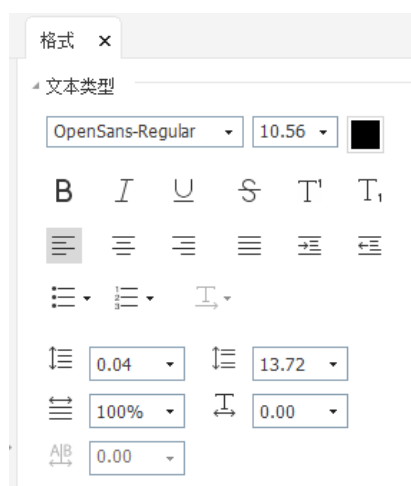 格式 ×
文本类型
OpenSans-Regular 10.56
B I U S T' T,
0.04 13.72
100% T 0.00
A|B 0.00